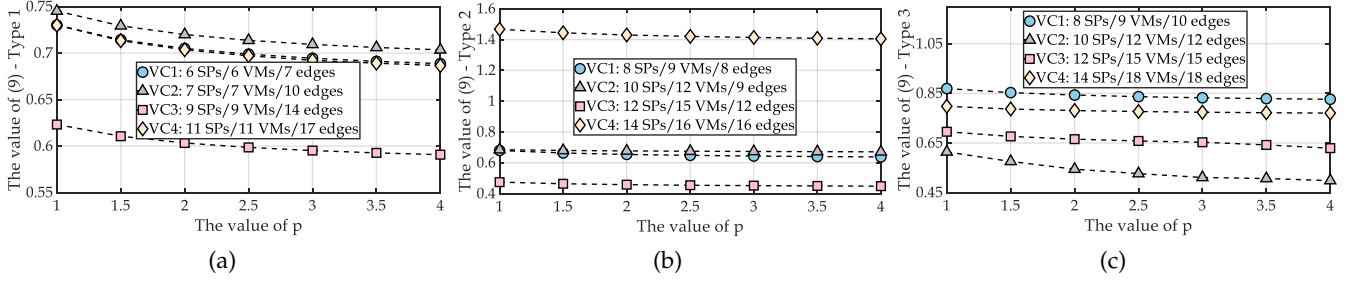 The value of (9) - Type 1
0.75
0.7
0.65
0.6
0.55
VC1: 6 SPs/6 VMs/7 edges
VC2: 7 SPs/7 VMs/10 edges
VC3: 9 SPs/9 VMs/14 edges
VC4: 11 SPs/11 VMs/17 edges
1 1.5 2 2.5 3 3.5 4
The value of p
(a)
The value of (9) - Type 2
1.6
1.4
1.2
1
0.8
0.6
0.4
VC1: 8 SPs/9 VMs/8 edges
VC2: 10 SPs/12 VMs/9 edges
VC3: 12 SPs/15 VMs/12 edges
VC4: 14 SPs/16 VMs/16 edges
1 1.5 2 2.5 3 3.5 4
The value of p
(b)
The value of (9) - Type 3
1.05
0.85
0.65
0.45
VC1: 8 SPs/9 VMs/10 edges
VC2: 10 SPs/12 VMs/12 edges
VC3: 12 SPs/15 VMs/15 edges
VC4: 14 SPs/18 VMs/18 edges
1 1.5 2 2.5 3 3.5 4
The value of p
(c)